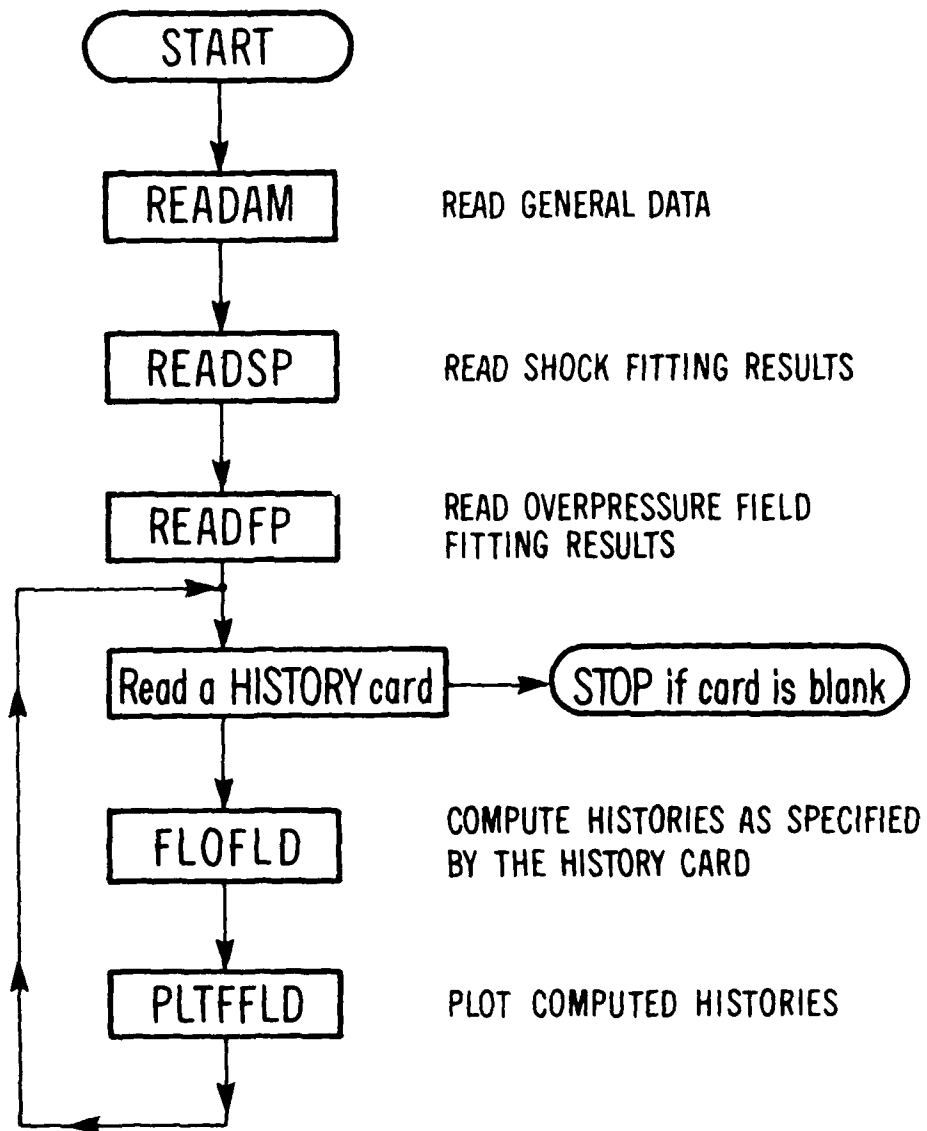 START
READAM
READ GENERAL DATA
READSP
READ SHOCK FITTING RESULTS
READFP
READ OVERPRESSURE FIELD
FITTING RESULTS
Read a HISTORY card
STOP if card is blank
FLOFLD
COMPUTE HISTORIES AS SPECIFIED
BY THE HISTORY CARD
PLTFFLD
PLOT COMPUTED HISTORIES